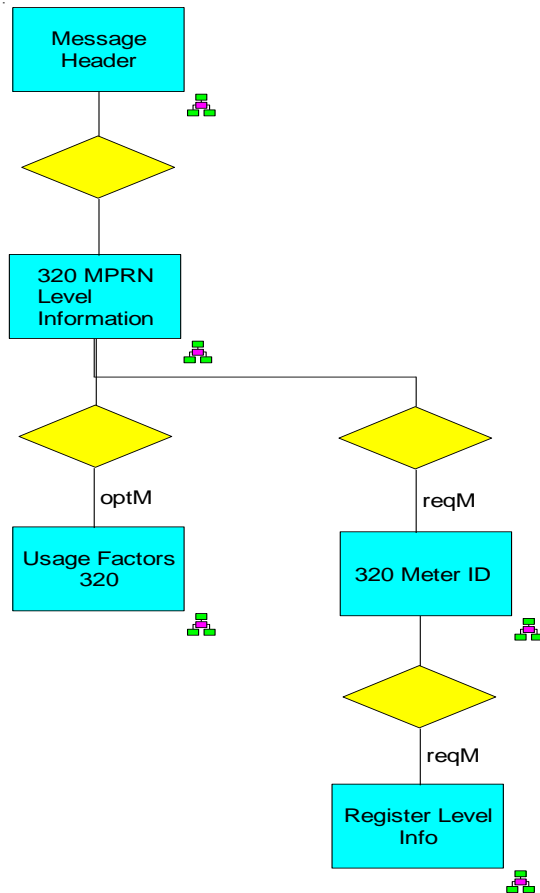 Message
Header
320 MPRN
Level
Information
optM
reqM
Usage Factors
320
320 Meter ID
reqM
Register Level
Info